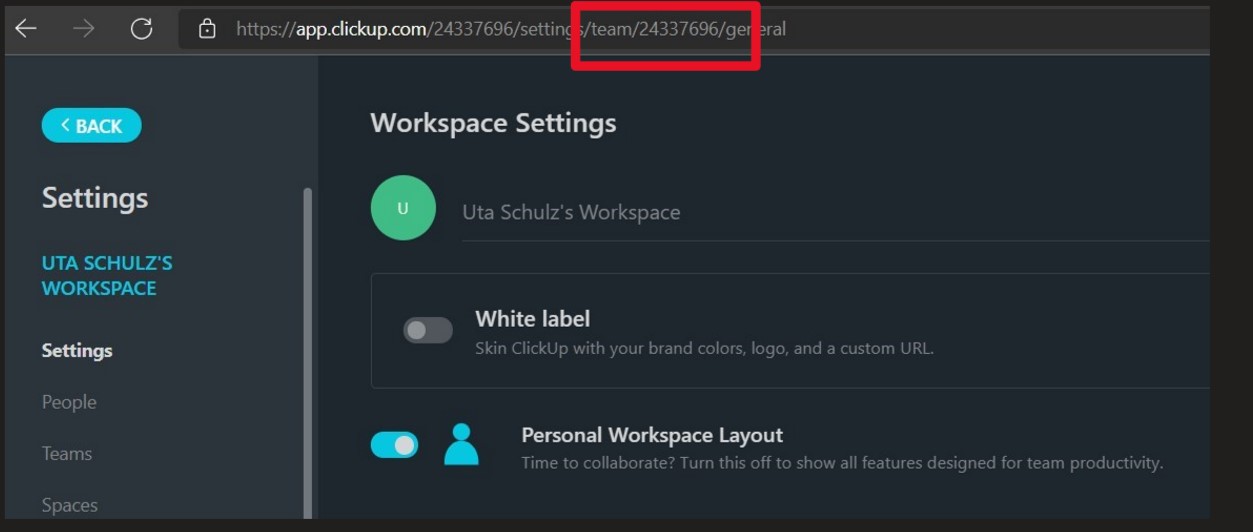 https://app.clickup.com/24337696/settings/team/24337696/general
< BACK
Settings
UTA SCHULZ'S
WORKSPACE
Settings
People
Teams
Spaces
Workspace Settings
U
Uta Schulz's Workspace
White label
Skin ClickUp with your brand colors, logo, and a custom URL.
Personal Workspace Layout
Time to collaborate? Turn this off to show all features designed for team productivity.